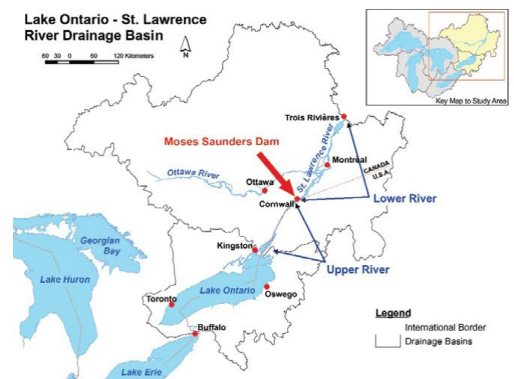 Lake Ontario - St. Lawrence
River Drainage Basin
60 30 0 60 120 Kilometers
N
Key Map to Study Area
Trois Rivières
Moses Saunders Dam
St. Lawrence River
Montreal
CANADA
U.S.A.
Ottawa River
Ottawa
Cornwall
Lower River
Kingston
Georgian
Bay
Upper River
Lake Huron
Lake Ontario
Oswego
Toronto
Legend
International Border
Drainage Basins
Buffalo
Lake Erie